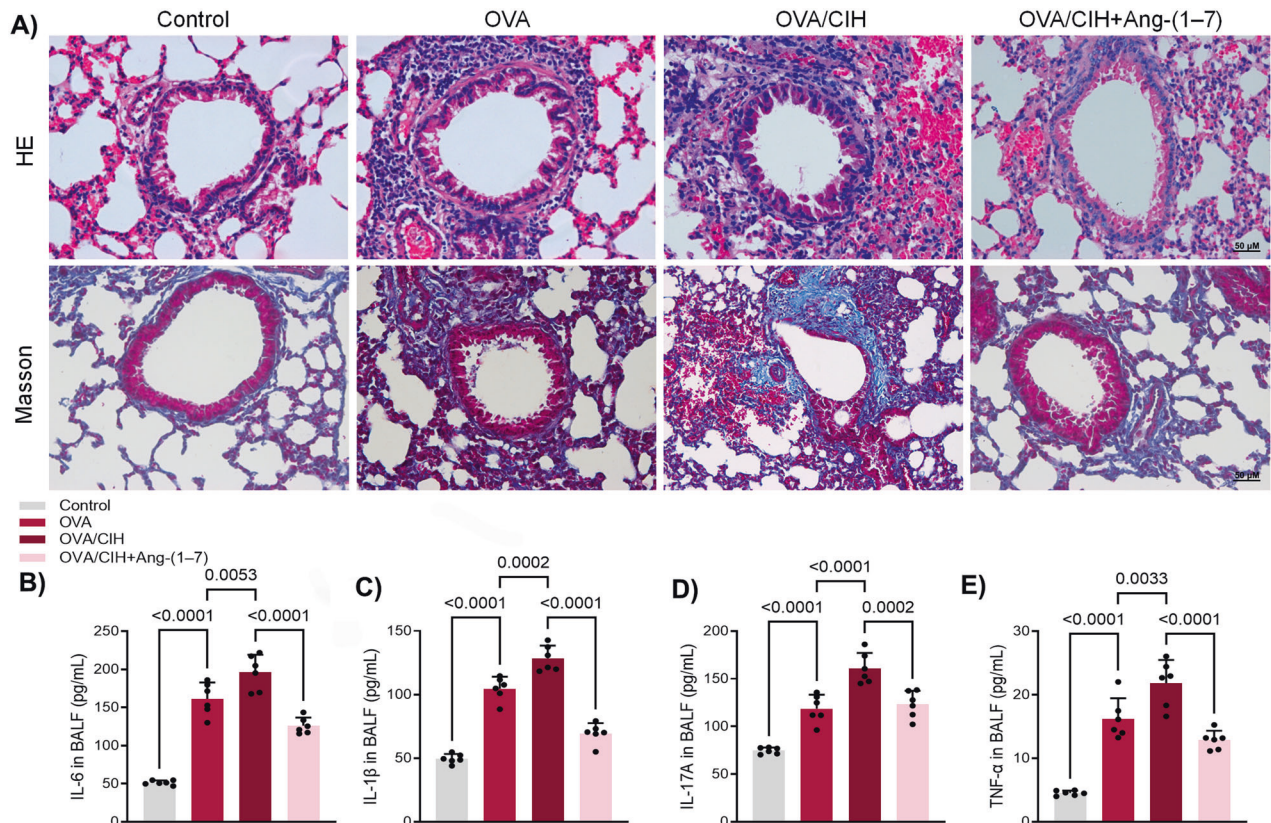 A)
Control
OVA
OVA/CIH
OVA/CIH+Ang-(1–7)
HE
50 µM
Masson
50 µM
Control
OVA
OVA/CIH
OVA/CIH+Ang-(1–7)
B)
0.0053
<0.0001
<0.0001
IL-6 in BALF (pg/mL)
250
200
150
100
50
0
C)
0.0002
<0.0001
<0.0001
IL-1β in BALF (pg/mL)
150
100
50
0
D)
<0.0001
<0.0001
0.0002
IL-17A in BALF (pg/mL)
200
150
100
50
0
E)
0.0033
<0.0001
<0.0001
TNF-α in BALF (pg/mL)
30
20
10
0